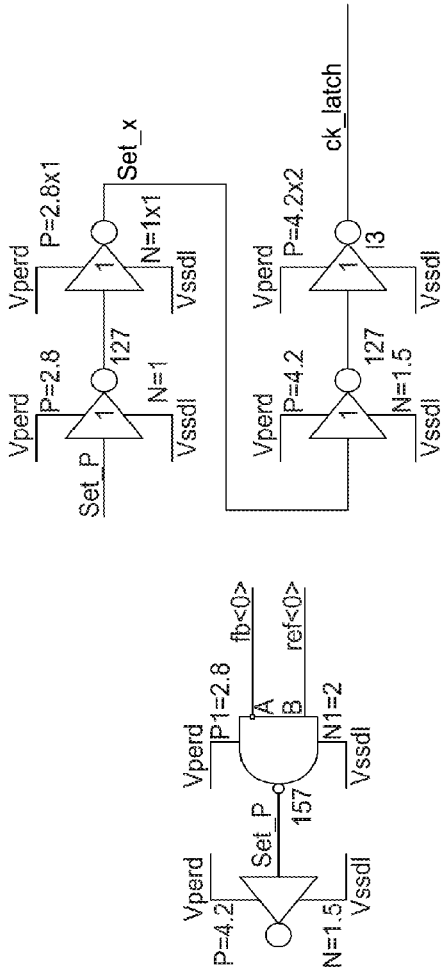 Vperd
P=4.2
N=1.5
Vssdl
Set_P
157
Vperd
P1=2.8
A
B
fb<0>
ref<0>
N1=2
Vssdl
Set_P
Vperd
P=2.8
1
127
N=1
Vssdl
Vperd
P=2.8x1
1
N=1x1
Vssdl
Set_x
Vperd
P=4.2
1
127
N=1.5
Vssdl
Vperd
P=4.2x2
1
I3
Vssdl
ck_latch